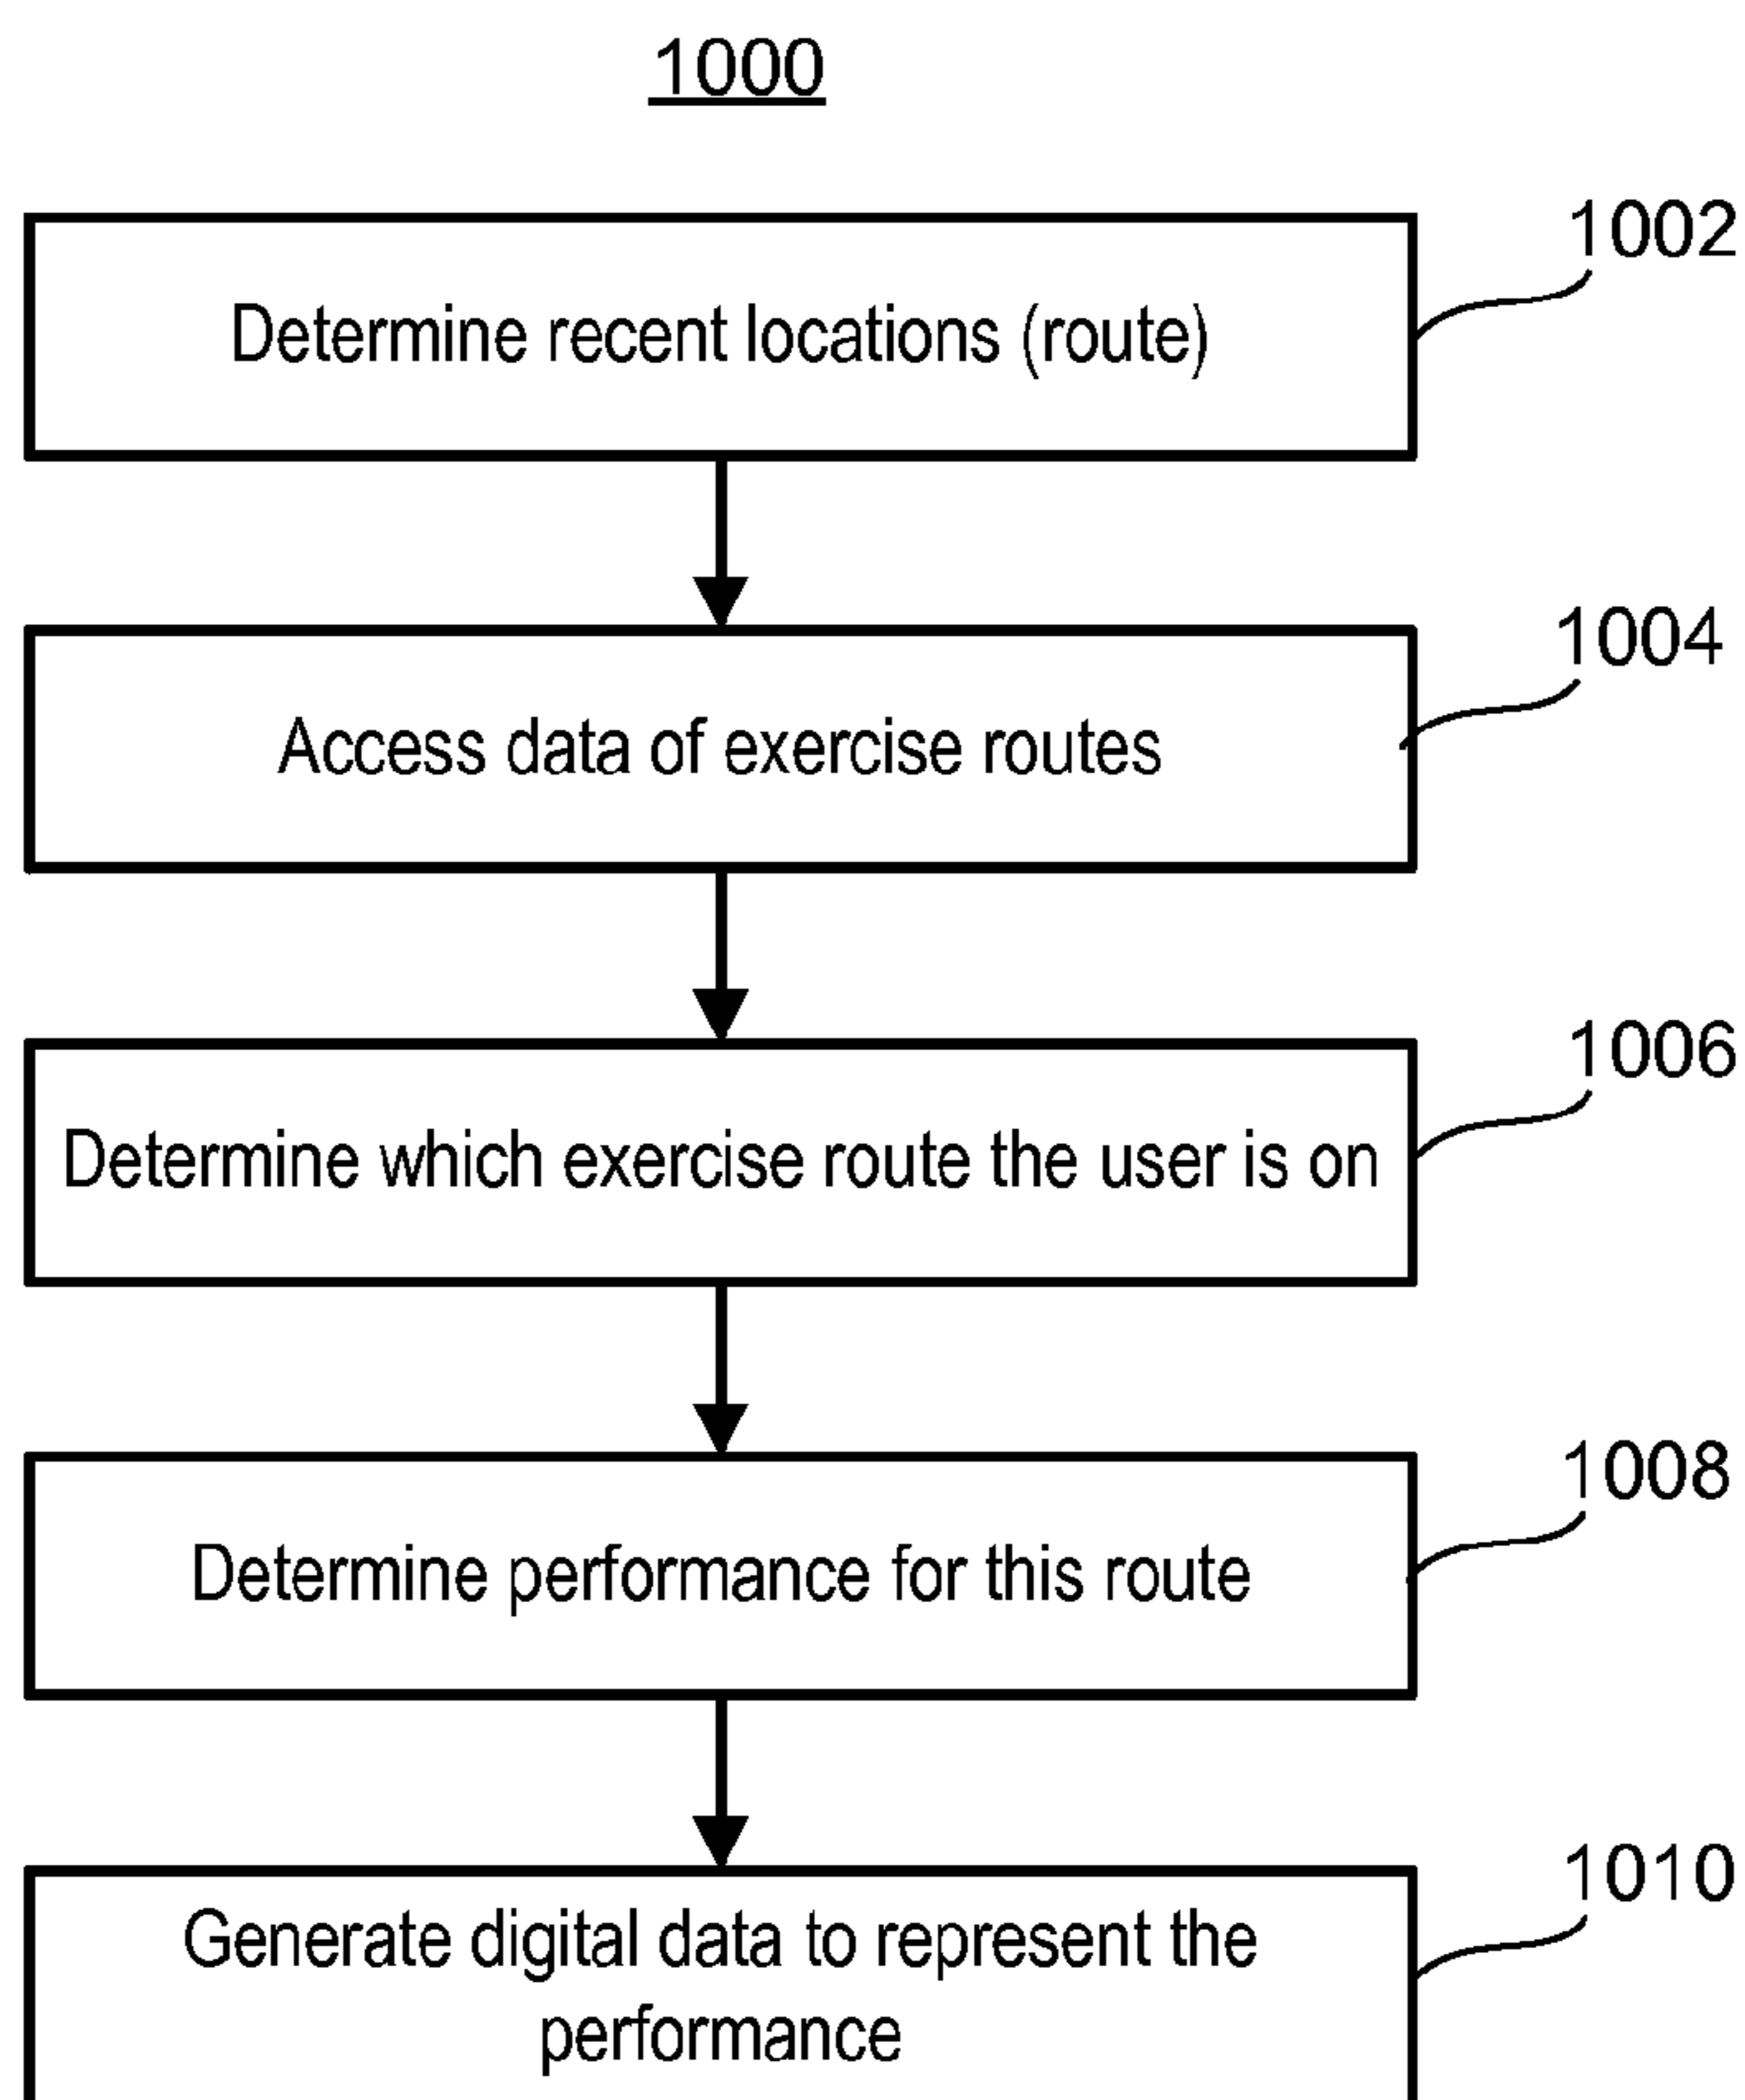 1000
1002
Determine recent locations (route)
1004
Access data of exercise routes
1006
Determine which exercise route the user is on
1008
Determine performance for this route
1010
Generate digital data to represent the
performance